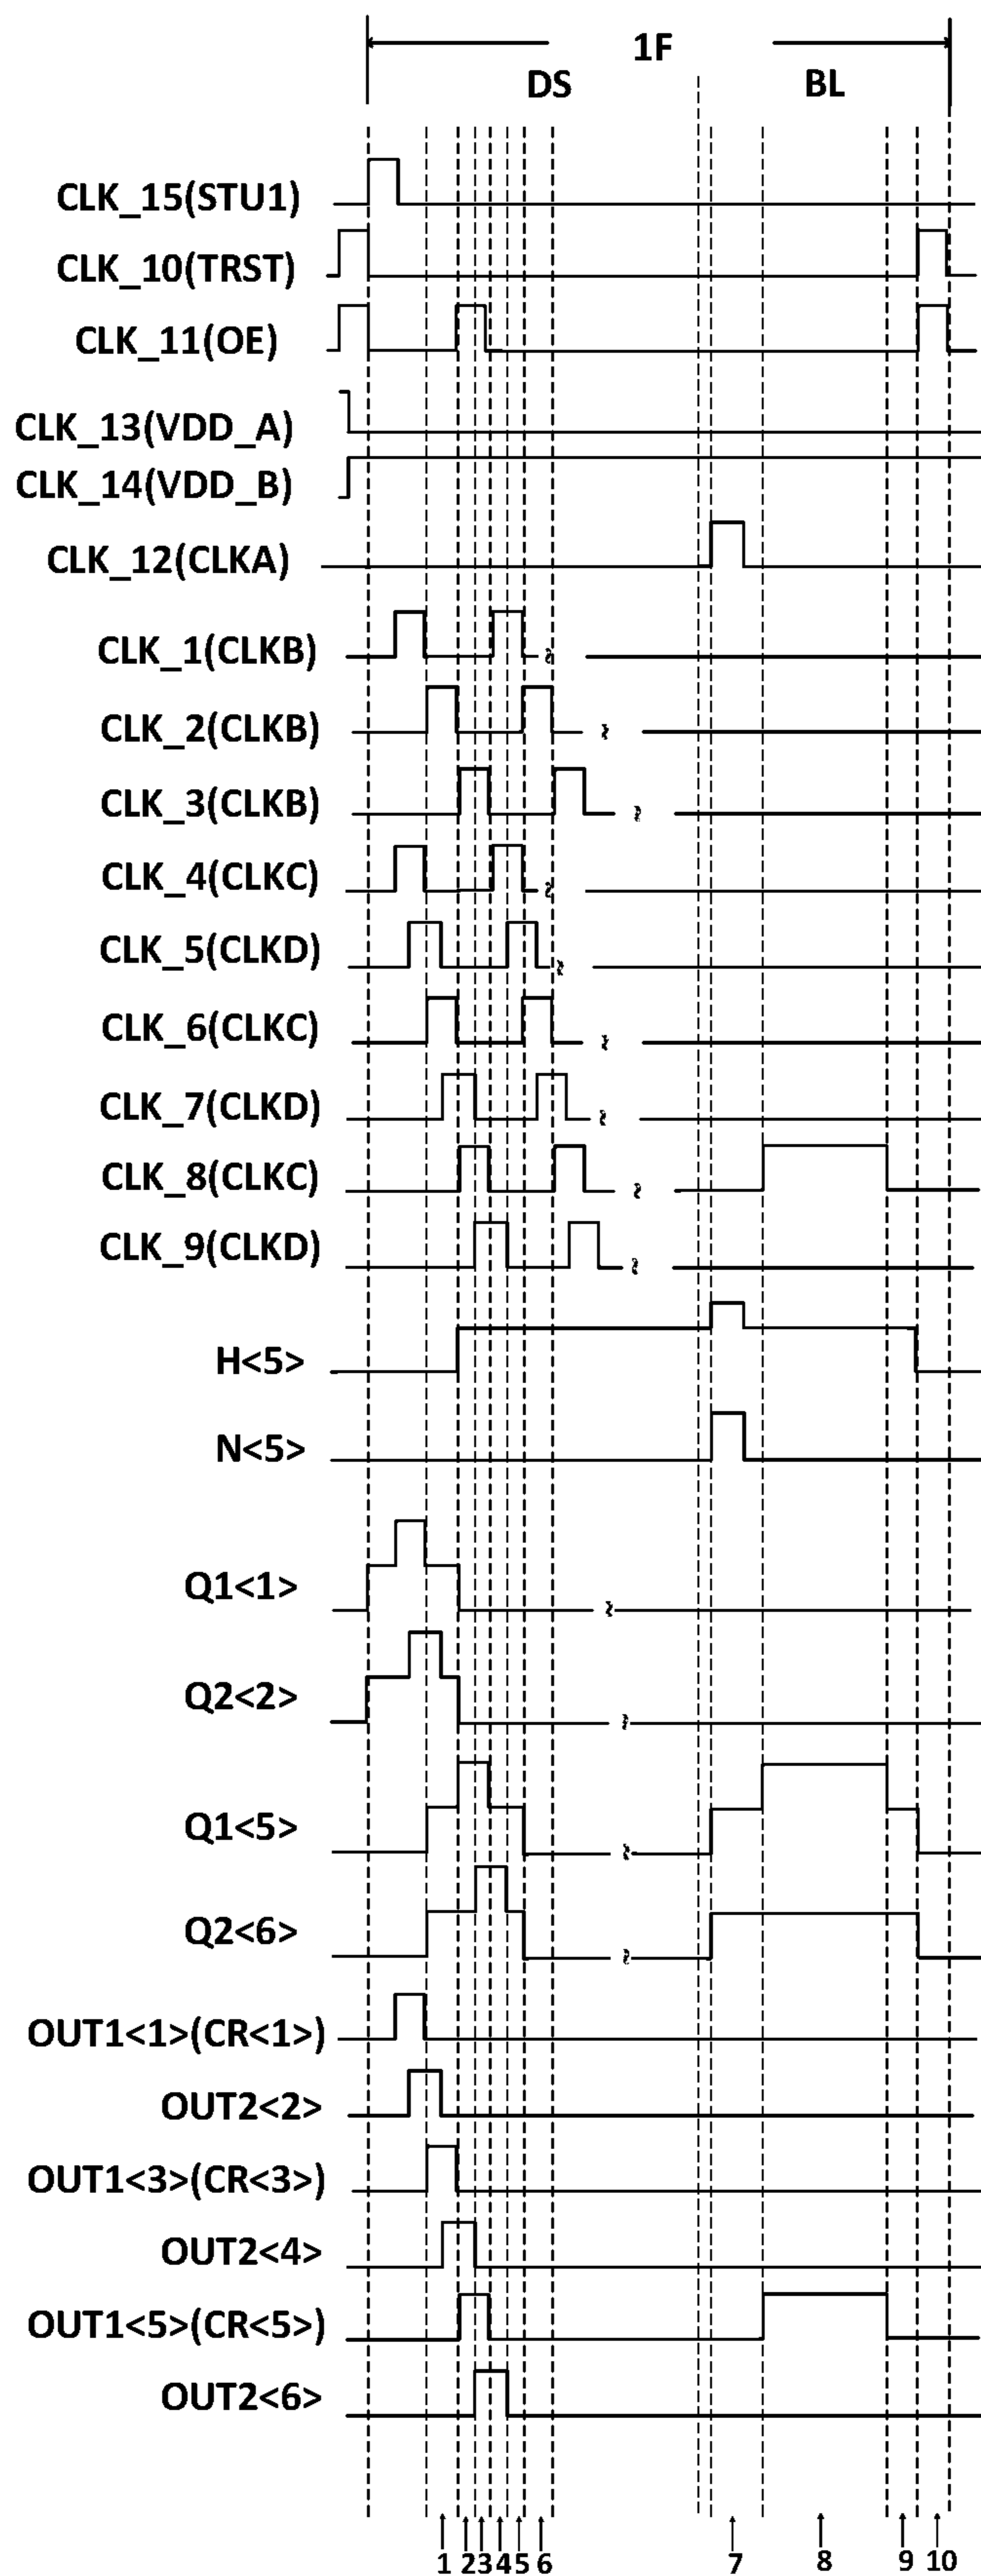 1F
DS BL
CLK_15(STU1)
CLK_10(TRST)
CLK_11(OE)
CLK_13(VDD_A)
CLK_14(VDD_B)
CLK_12(CLKA)
CLK_1(CLKB)
CLK_2(CLKB)
CLK_3(CLKB)
CLK_4(CLKC)
CLK_5(CLKD)
CLK_6(CLKC)
CLK_7(CLKD)
CLK_8(CLKC)
CLK_9(CLKD)
H<5>
N<5>
Q1<1>
Q2<2>
Q1<5>
Q2<6>
OUT1<1>(CR<1>)
OUT2<2>
OUT1<3>(CR<3>)
OUT2<4>
OUT1<5>(CR<5>)
OUT2<6>
1 2 3 4 5 6 7 8 9 10